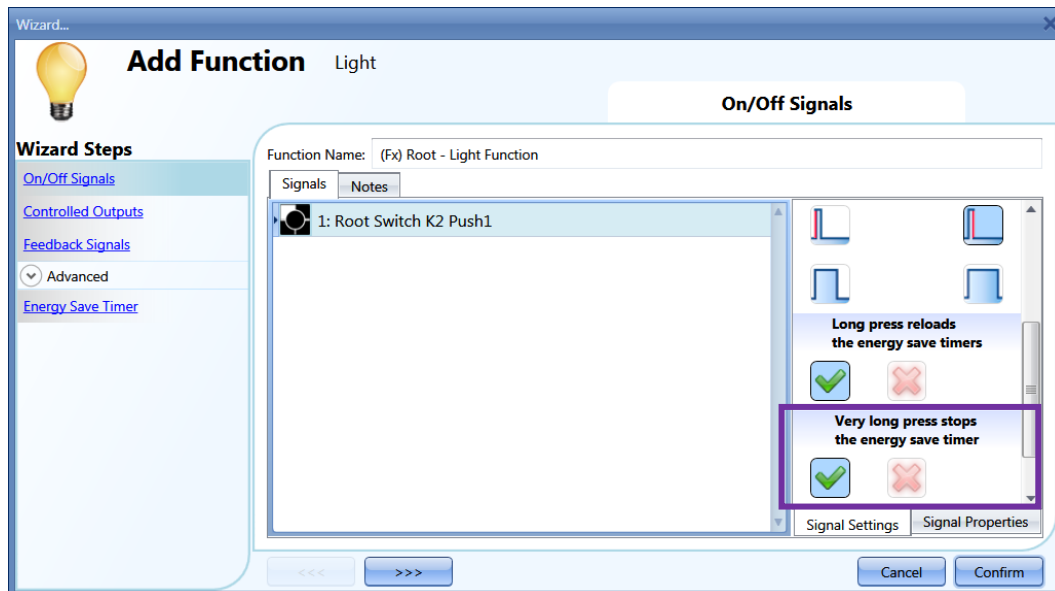 Wizard...
Add Function Light
On/Off Signals
Wizard Steps
On/Off Signals
Controlled Outputs
Feedback Signals
Advanced
Energy Save Timer
Function Name: (Fx) Root - Light Function
Signals Notes
1: Root Switch K2 Push1
Long press reloads
the energy save timers
Very long press stops
the energy save timer
Signal Settings Signal Properties
<<< >>> Cancel Confirm